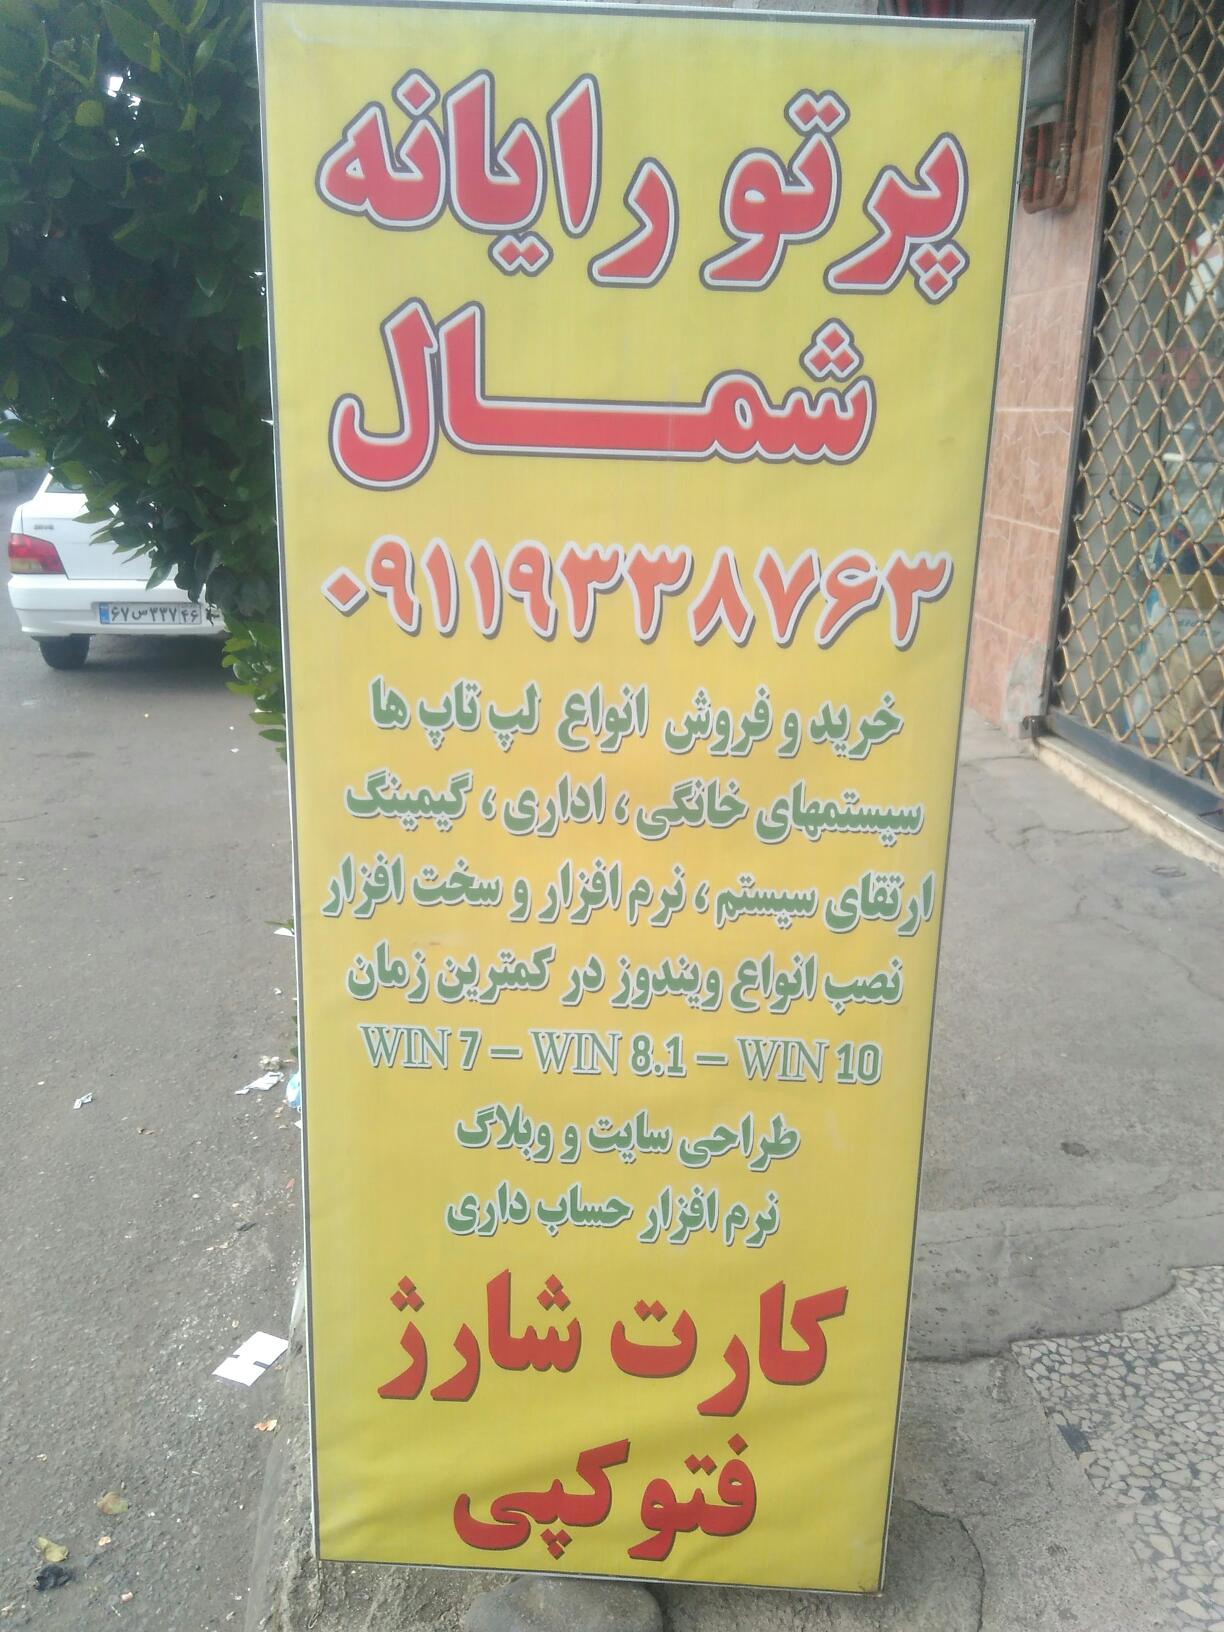 پرتو رایانه
شمال
۰۹۱۱۹۳۳۸۷۶۳
خرید و فروش انواع لپ تاپ ها
سیستمهای خانگی ، اداری ، گیمینگ
ارتقای سیستم ، نرم افزار و سخت افزار
نصب انواع ویندوز در کمترین زمان
WIN 7 – WIN 8.1 – WIN 10
طراحی سایت و وبلاگ
نرم افزار حساب داری
کارت شارژ
فتوکپی
۶۷س۳۳۷ ۴۶